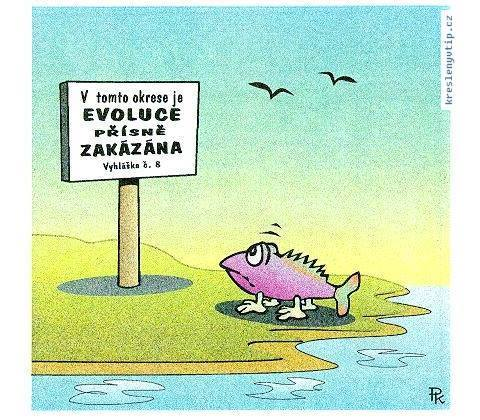 V tomto okrese je
EVOLUCE
PŘÍSNĚ
ZAKÁZÁNA
Vyhláška č. 8
kreslenyvtip.cz
PK